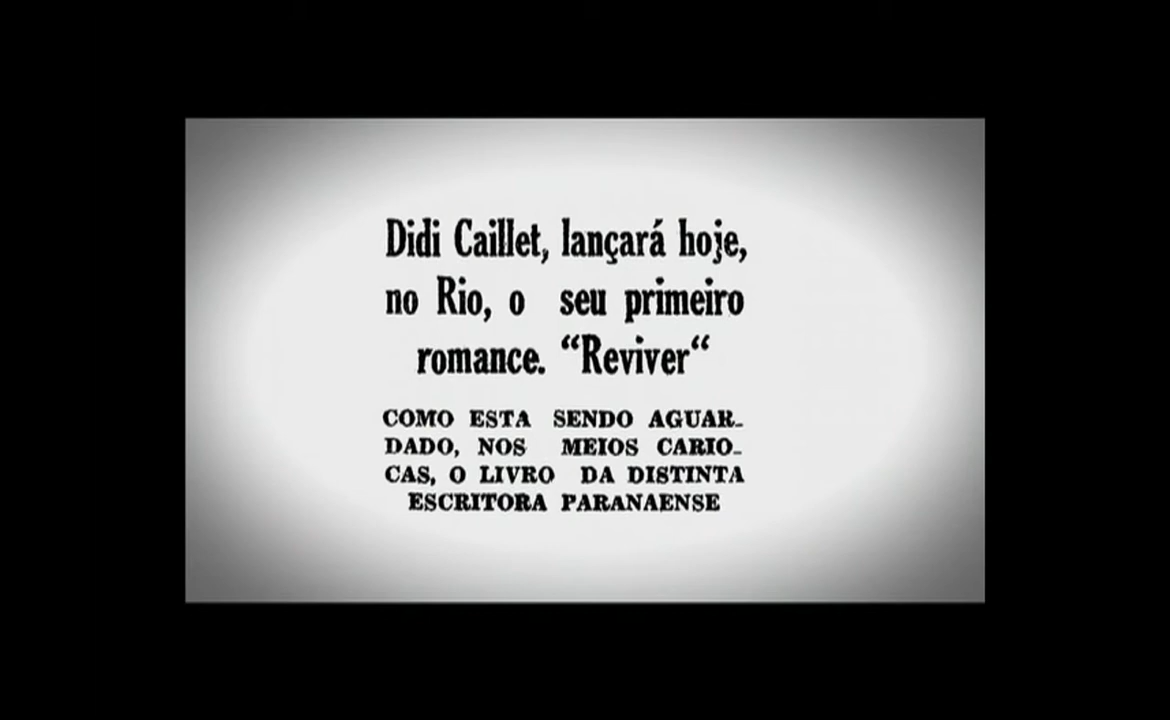 Didi Caillet, lançará hoje,
no Rio, o seu primeiro
romance. “Reviver“
COMO ESTA SENDO AGUAR-
DADO, NOS MEIOS CARIO-
CAS, O LIVRO DA DISTINTA
ESCRITORA PARANAENSE